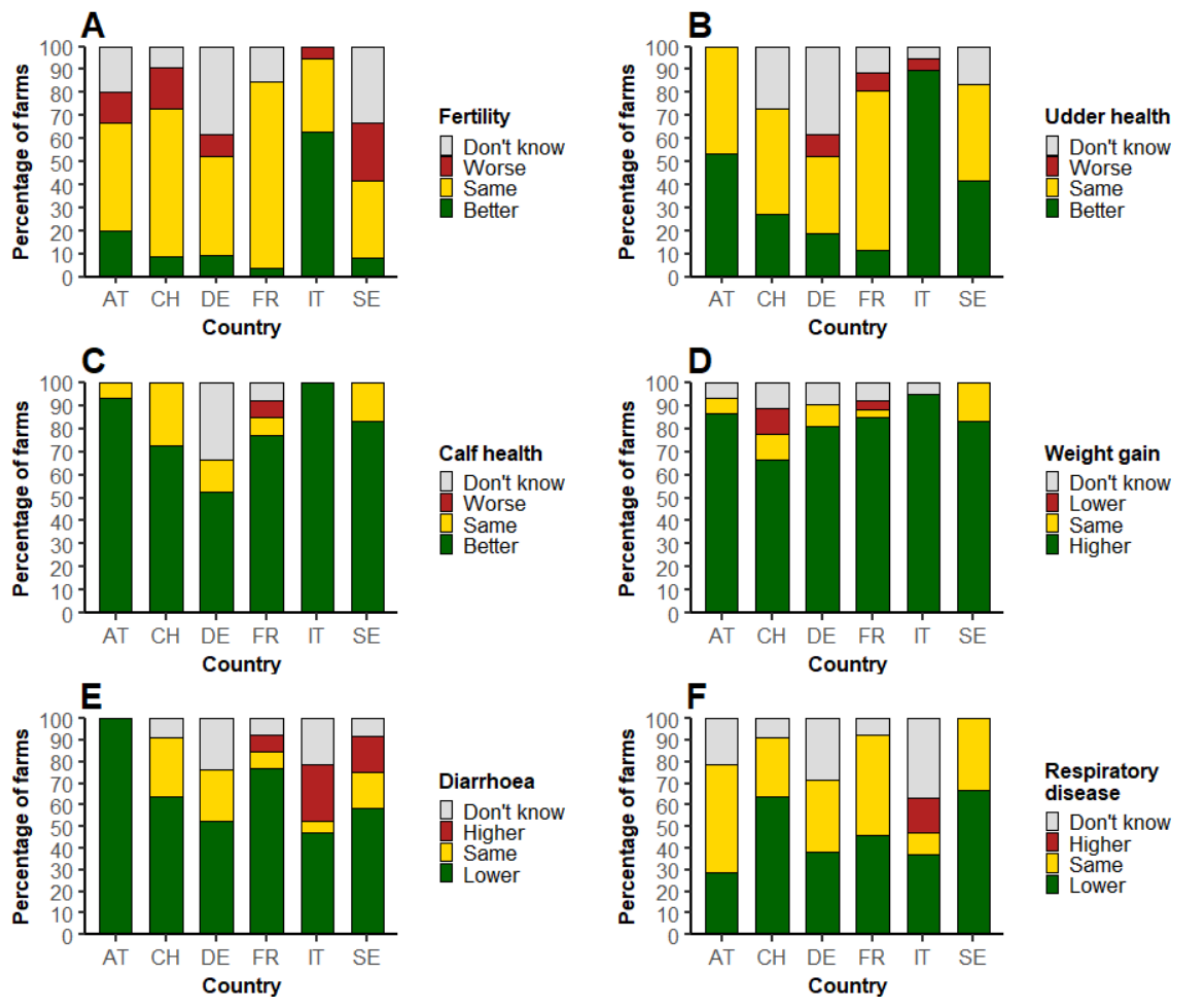 A
Percentage of farms
100
90
80
70
60
50
40
30
20
10
0
AT CH DE FR IT SE
Country
Fertility
Don't know
Worse
Same
Better
B
Percentage of farms
100
90
80
70
60
50
40
30
20
10
0
AT CH DE FR IT SE
Country
Udder health
Don't know
Worse
Same
Better
C
Percentage of farms
100
90
80
70
60
50
40
30
20
10
0
AT CH DE FR IT SE
Country
Calf health
Don't know
Worse
Same
Better
D
Percentage of farms
100
90
80
70
60
50
40
30
20
10
0
AT CH DE FR IT SE
Country
Weight gain
Don't know
Lower
Same
Higher
E
Percentage of farms
100
90
80
70
60
50
40
30
20
10
0
AT CH DE FR IT SE
Country
Diarrhoea
Don't know
Higher
Same
Lower
F
Percentage of farms
100
90
80
70
60
50
40
30
20
10
0
AT CH DE FR IT SE
Country
Respiratory
disease
Don't know
Higher
Same
Lower